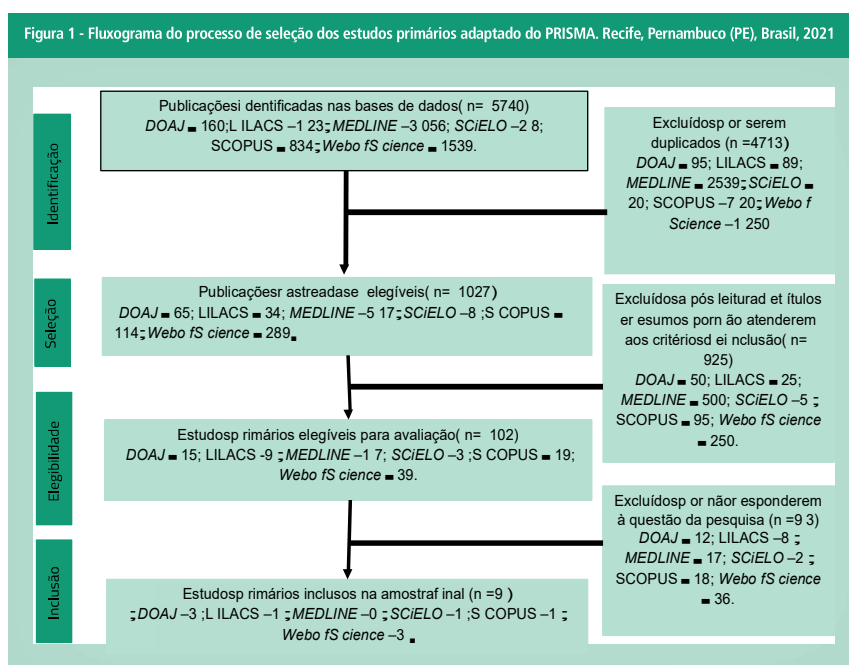 Figura 1 - Fluxograma do processo de seleção dos estudos primários adaptado do PRISMA. Recife, Pernambuco (PE), Brasil, 2021
Identificação
Publicaçõesi dentificadas nas bases de dados( n= 5740)
DOAJ = 160;L ILACS –1 23; MEDLINE –3 056; SCiELO –2 8;
SCOPUS = 834; Webo fS cience = 1539.
Excluídosp or serem
duplicados (n =4713)
DOAJ = 95; LILACS = 89;
MEDLINE = 2539; SCiELO =
20; SCOPUS –7 20; Webo f
Science –1 250
Seleção
Publicaçõesr astreadase elegíveis( n= 1027)
DOAJ = 65; LILACS = 34; MEDLINE –5 17; SCiELO –8 ;S COPUS =
114; Webo fS cience = 289.
Excluídosa pós leiturad et ítulos
er esumos porn ão atenderem
aos critériosd ei nclusão( n=
925)
DOAJ = 50; LILACS = 25;
MEDLINE = 500; SCiELO –5 ;
SCOPUS = 95; Webo fS cience
= 250.
Elegibilidade
Estudosp rimários elegíveis para avaliação( n= 102)
DOAJ = 15; LILACS -9 ; MEDLINE –1 7; SCiELO –3 ;S COPUS = 19;
Webo fS cience = 39.
Excluídosp or nãor esponderem
à questão da pesquisa (n =9 3)
DOAJ = 12; LILACS –8 ;
MEDLINE = 17; SCiELO –2 ;
SCOPUS = 18; Webo fS cience
= 36.
Inclusão
Estudosp rimários inclusos na amostraf inal (n =9 )
; DOAJ –3 ;L ILACS –1 ; MEDLINE –0 ; SCiELO –1 ;S COPUS –1 ;
Webo fS cience –3 .